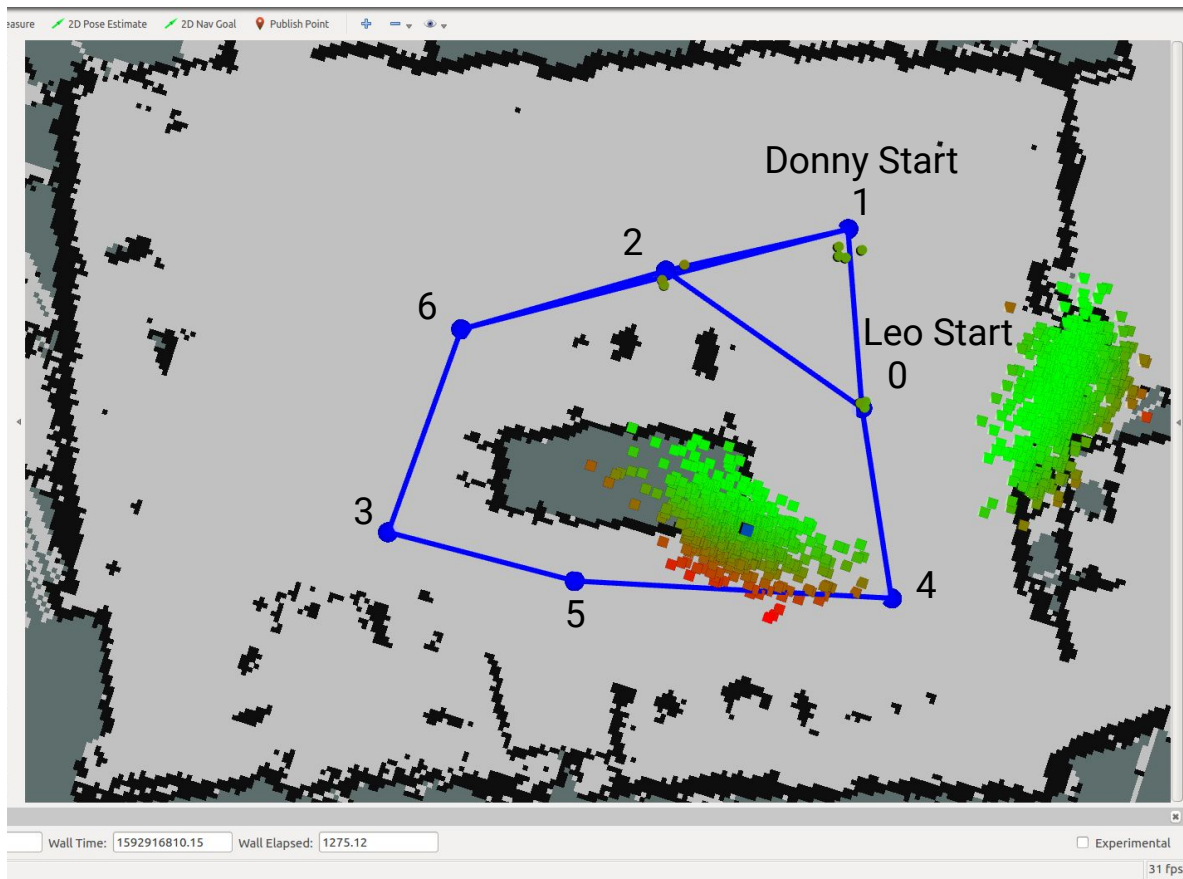 easure 2D Pose Estimate 2D Nav Goal Publish Point
Donny Start
1
2
6
Leo Start
0
3
4
5
Wall Time: 1592916810.15 Wall Elapsed: 1275.12 Experimental
31 fps